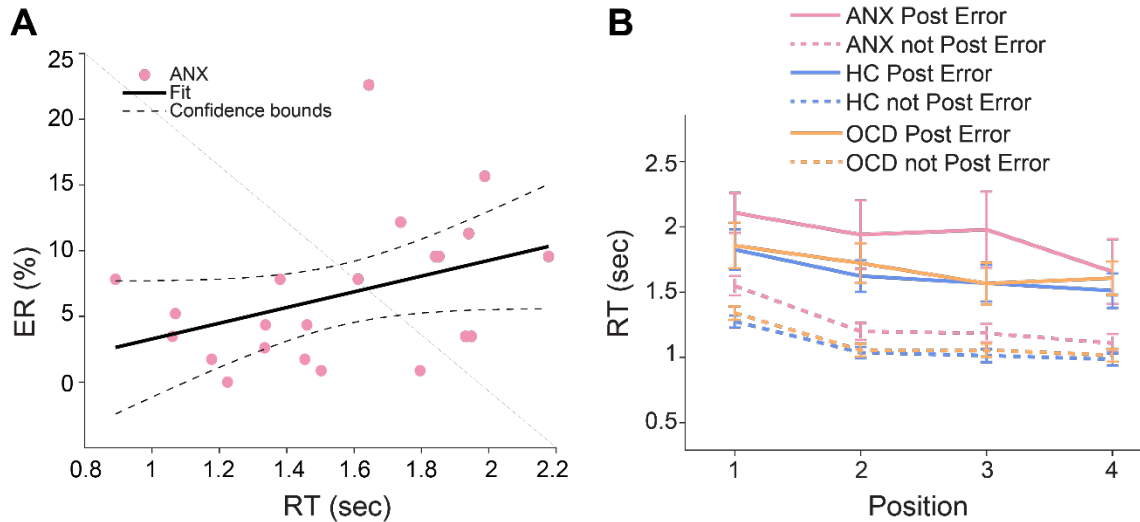 A
25
20
15
10
5
0
ER (%)
ANX
Fit
Confidence bounds
0.8 1 1.2 1.4 1.6 1.8 2 2.2
RT (sec)
B
ANX Post Error
ANX not Post Error
HC Post Error
HC not Post Error
OCD Post Error
OCD not Post Error
2.5
2
1.5
1
0.5
RT (sec)
1 2 3 4
Position